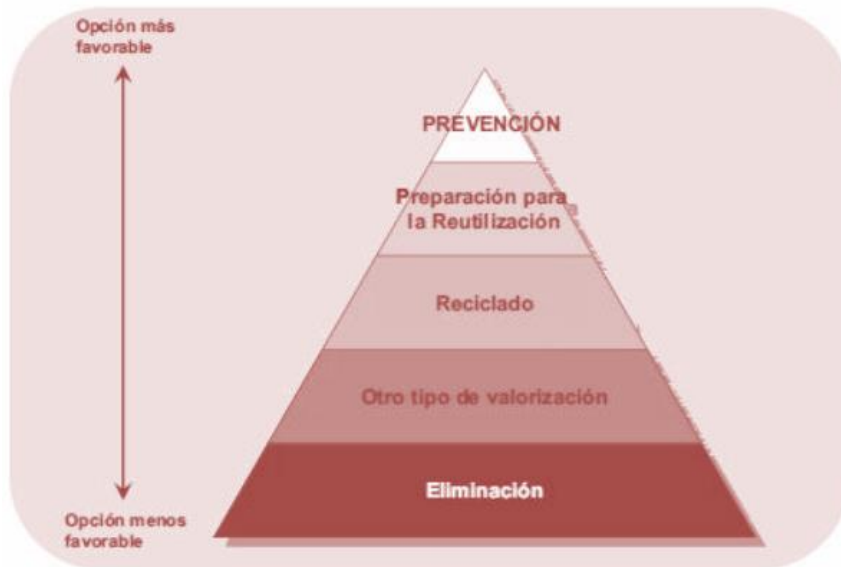 Opción más
favorable
PREVENCIÓN
Preparación para
la Reutilización
Reciclado
Otro tipo de valorización
Eliminación
Opción menos
favorable